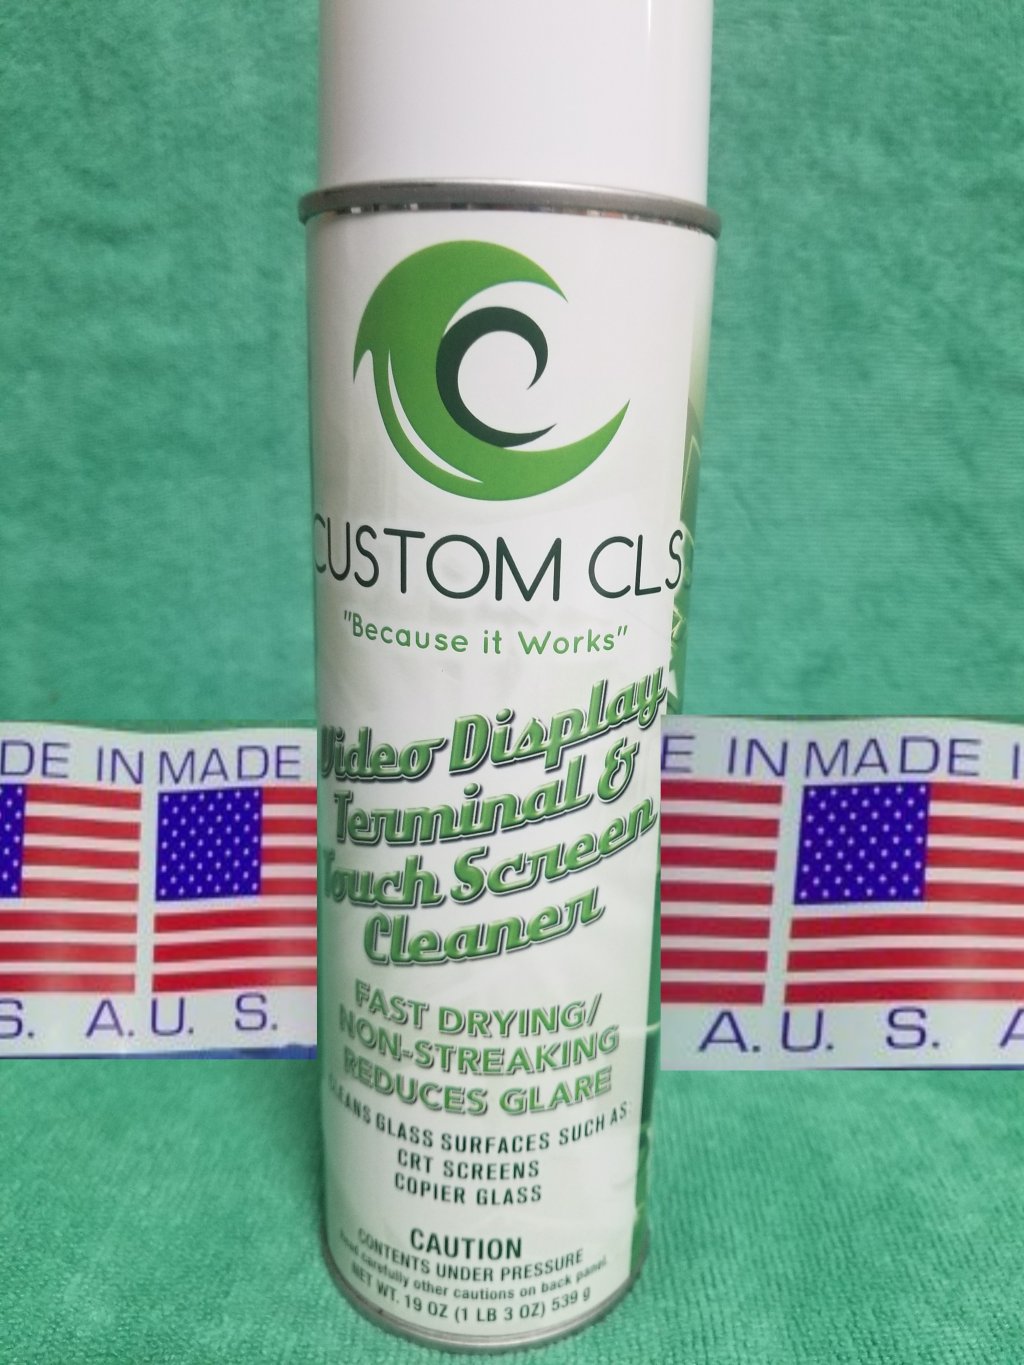 CUSTOM CLS
"Because it Works"
Video Display
Terminal &
Touch Screen
Cleaner
DE IN MADE
E IN MADE I
S. A. U. S.
A. U. S. A
FAST DRYING/
NON-STREAKING
REDUCES GLARE
CLEANS GLASS SURFACES SUCH AS:
CRT SCREENS
COPIER GLASS
CAUTION
CONTENTS UNDER PRESSURE
Read carefully other cautions on back panel.
NET WT. 19 OZ (1 LB 3 OZ) 539 g